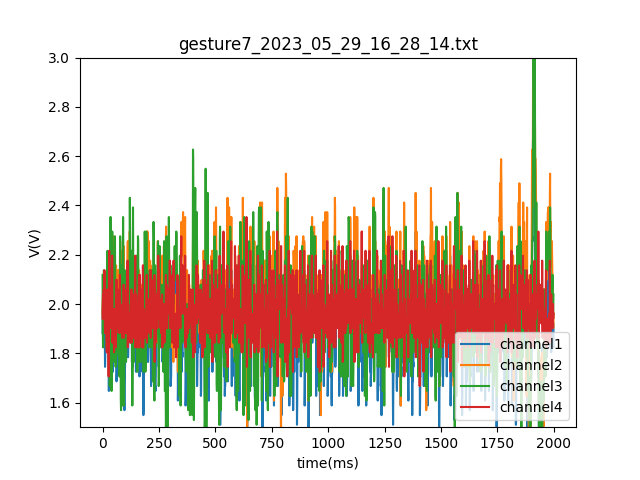 gesture7_2023_05_29_16_28_14.txt
3.0
2.8
2.6
2.4
2.2
2.0
1.8
1.6
V(V)
channel1
channel2
channel3
channel4
0 250 500 750 1000 1250 1500 1750 2000
time(ms)